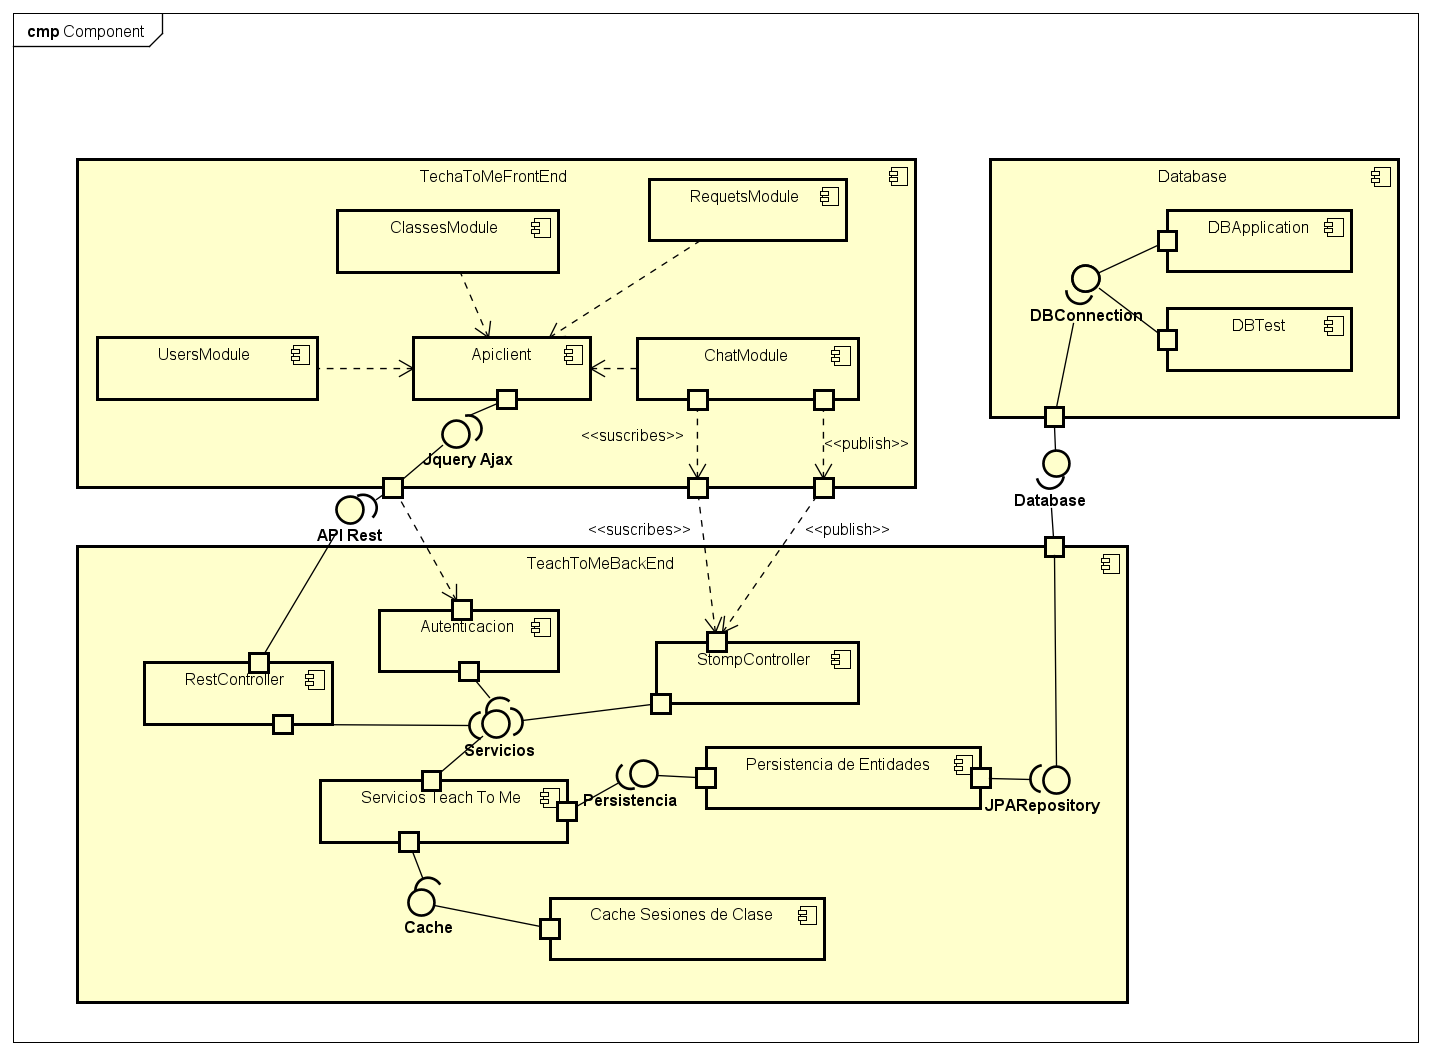 cmp Component
TechaToMeFrontEnd
Database
RequetsModule
ClassesModule
DBApplication
DBConnection
DBTest
UsersModule
Apiclient
ChatModule
<<suscribes>>
<<publish>>
Jquery Ajax
Database
API Rest
<<suscribes>>
<<publish>>
TeachToMeBackEnd
Autenticacion
StompController
RestController
Servicios
Persistencia de Entidades
Servicios Teach To Me
Persistencia
JPARepository
Cache
Cache Sesiones de Clase